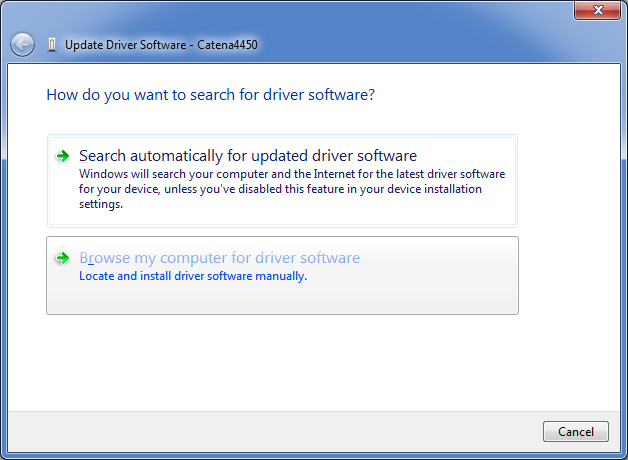 Update Driver Software - Catena4450
How do you want to search for driver software?
Search automatically for updated driver software
Windows will search your computer and the Internet for the latest driver software
for your device, unless you've disabled this feature in your device installation
settings.
Browse my computer for driver software
Locate and install driver software manually.
Cancel